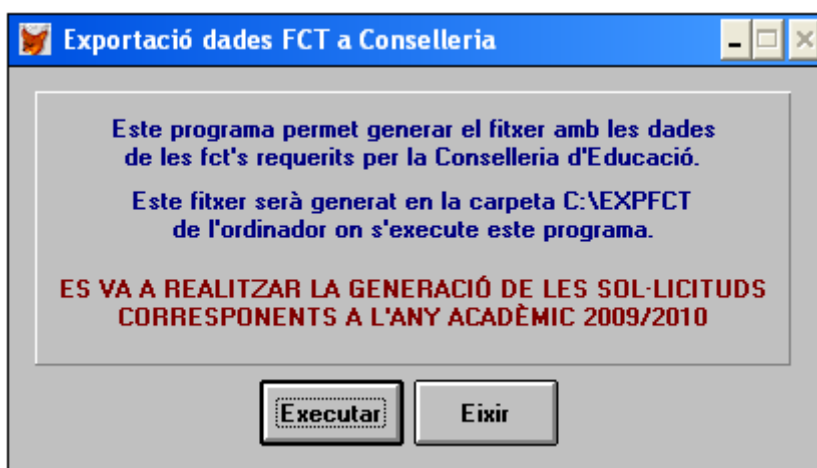 Exportació dades FCT a Conselleria
Este programa permet generar el fitxer amb les dades
de les fct's requerits per la Conselleria d'Educació.
Este fitxer serà generat en la carpeta C:\EXPFCT
de l'ordinador on s'execute este programa.
ES VA A REALITZAR LA GENERACIÓ DE LES SOL·LICITUDS
CORRESPONENTS A L'ANY ACADÈMIC 2009/2010
Executar
Eixir